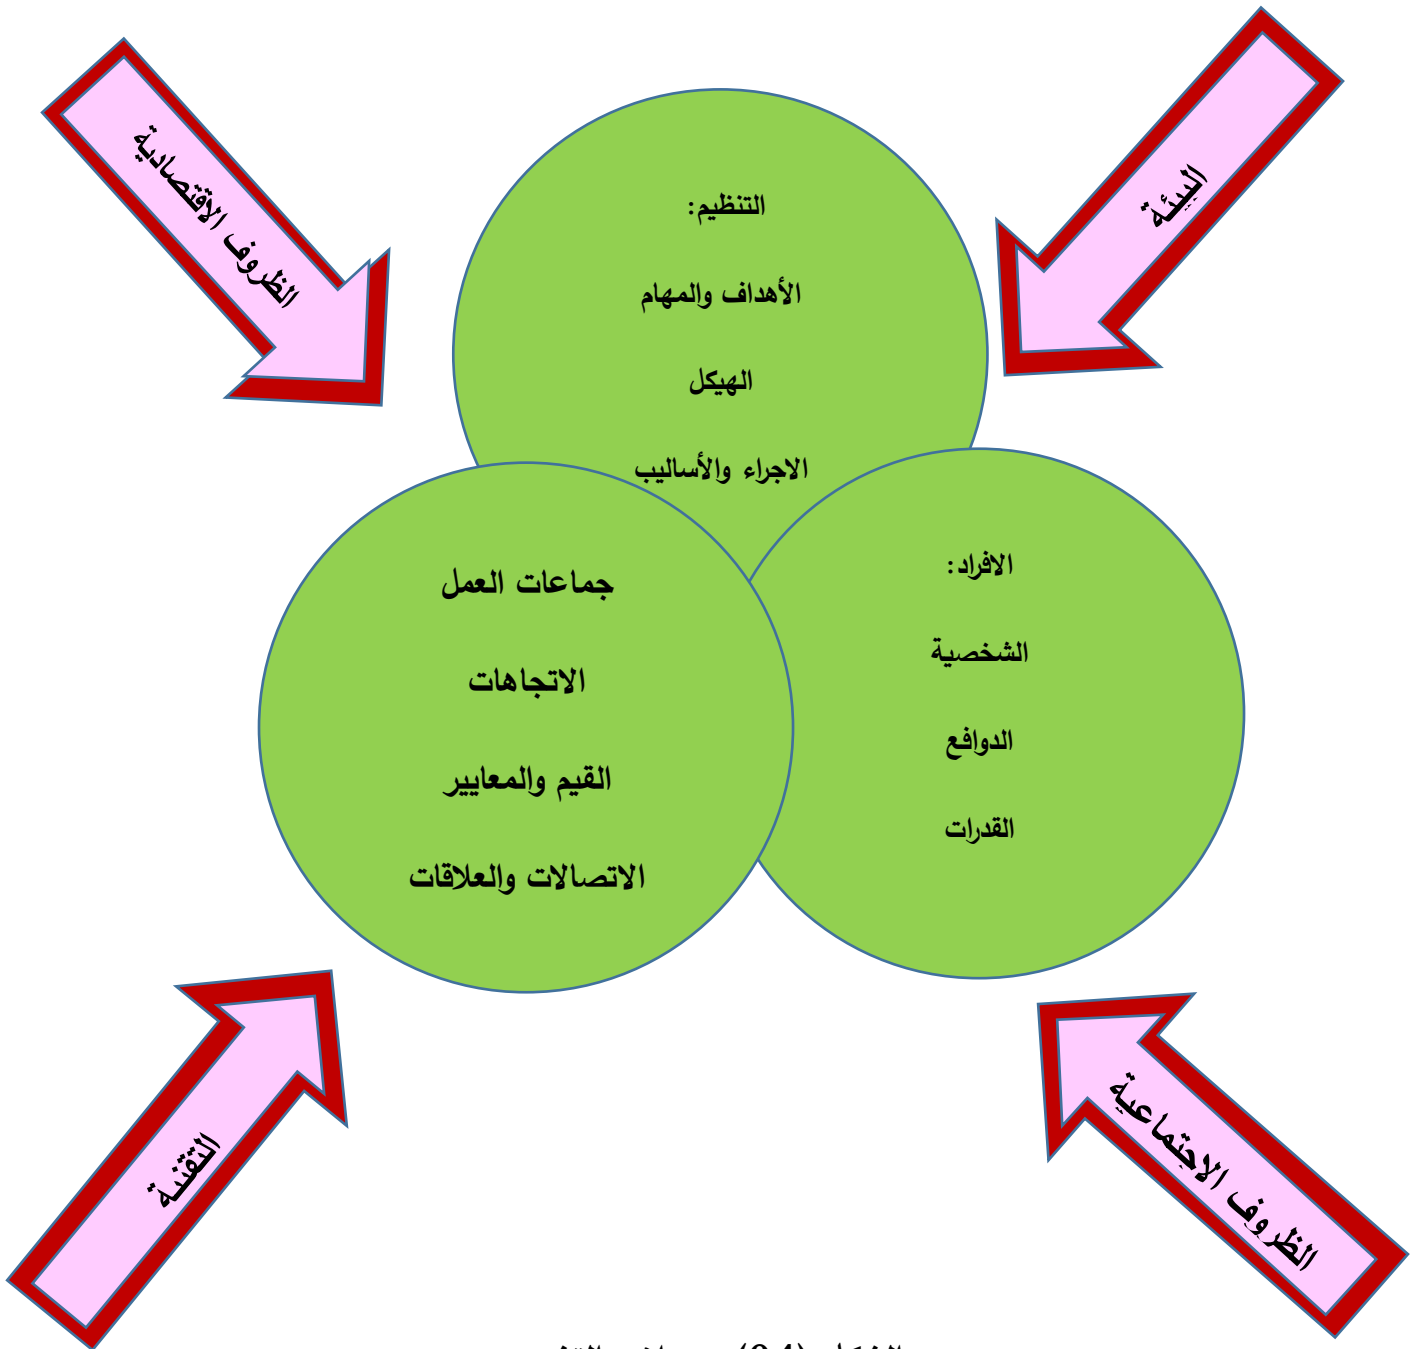 الظروف الاقتصادية
البيئة
التنظيم:
الأهداف والمهام
الهيكل
الاجراء والأساليب
الافراد:
الشخصية
الدوافع
القدرات
جماعات العمل
الاتجاهات
القيم والمعايير
الاتصالات والعلاقات
التقنية
الظروف الاجتماعية